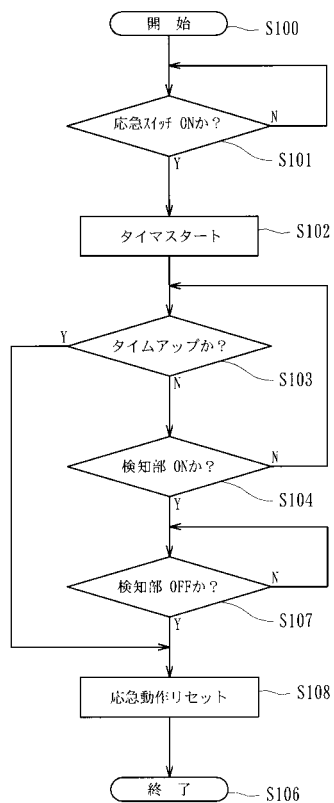 開 始 S100
応急ｽｲｯﾁ ONか？ N
Y S101
タイマスタート S102
Y タイムアップか？
N S103
検知部 ONか？ N
Y S104
検知部 OFFか？ N
Y S107
応急動作リセット S108
終 了 S106